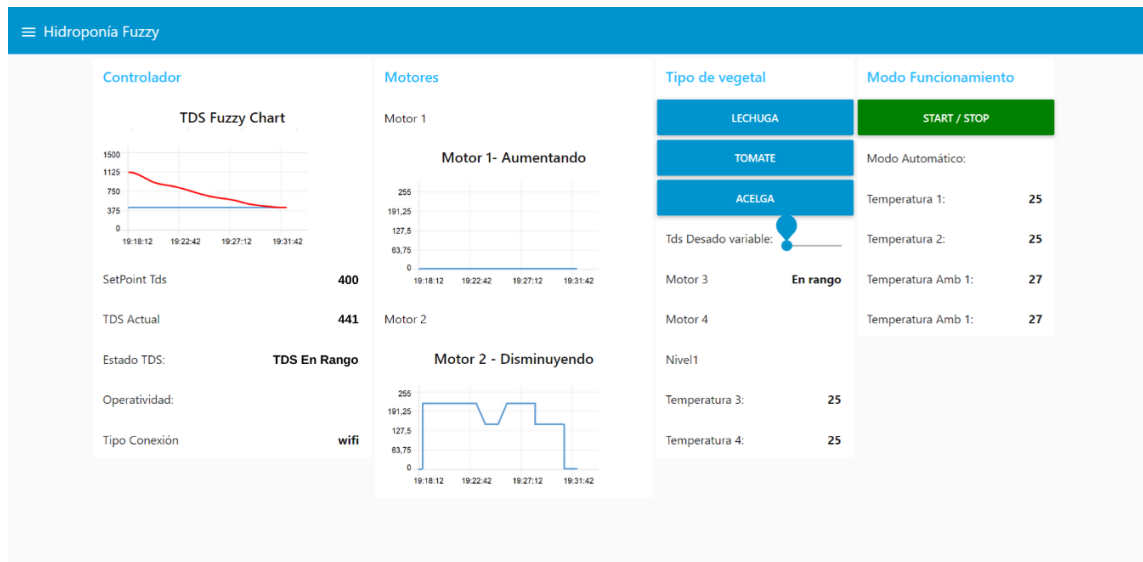 Hidroponía Fuzzy
Controlador
TDS Fuzzy Chart
1500
1125
750
375
0
19:18:12 19:22:42 19:27:12 19:31:42
SetPoint Tds 400
TDS Actual 441
Estado TDS: TDS En Rango
Operatividad:
Tipo Conexión wifi
Motores
Motor 1
Motor 1- Aumentando
255
191,25
127,5
63,75
0
19:18:12 19:22:42 19:27:12 19:31:42
Motor 2
Motor 2 - Disminuyendo
255
191,25
127,5
63,75
0
19:18:12 19:22:42 19:27:12 19:31:42
Tipo de vegetal
LECHUGA
TOMATE
ACELGA
Tds Desado variable:
Motor 3 En rango
Motor 4
Nivel1
Temperatura 3: 25
Temperatura 4: 25
Modo Funcionamiento
START / STOP
Modo Automático:
Temperatura 1: 25
Temperatura 2: 25
Temperatura Amb 1: 27
Temperatura Amb 1: 27